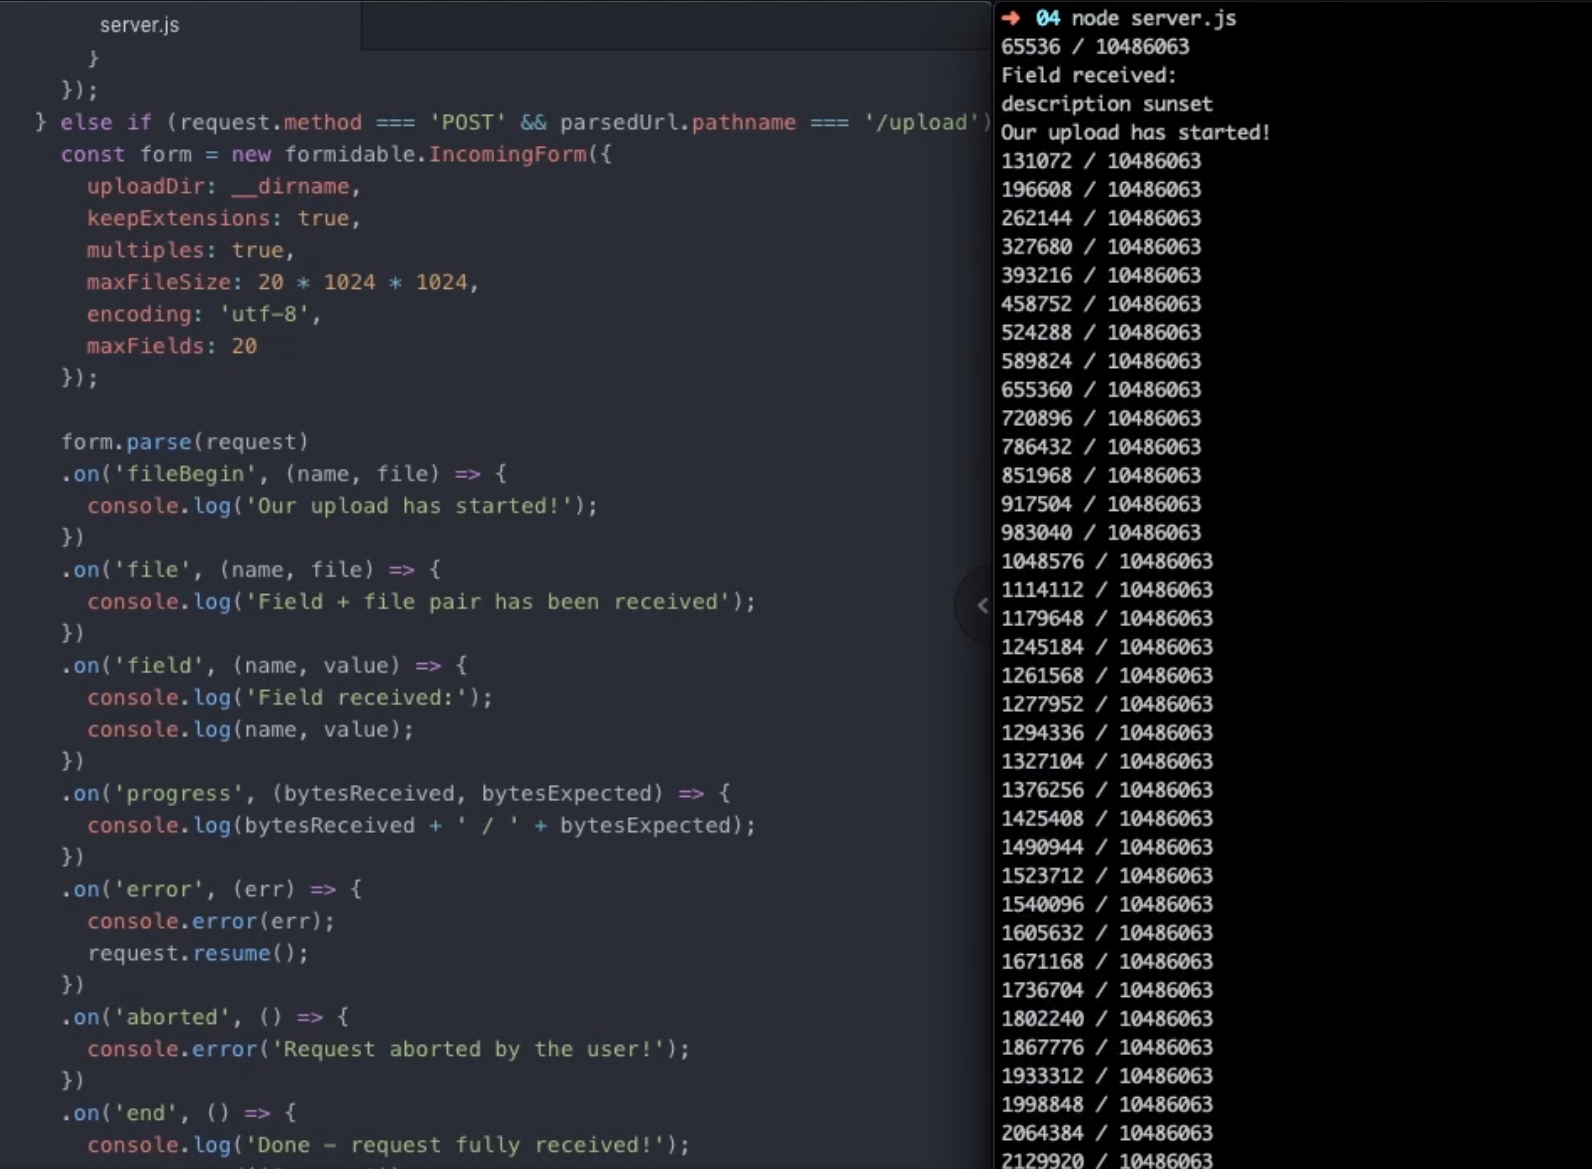 server.js
}
});
} else if (request.method === 'POST' && parsedUrl.pathname === '/upload')
const form = new formidable.IncomingForm({
uploadDir: __dirname,
keepExtensions: true,
multiples: true,
maxFileSize: 20 * 1024 * 1024,
encoding: 'utf-8',
maxFields: 20
});
form.parse(request)
.on('fileBegin', (name, file) => {
console.log('Our upload has started!');
})
.on('file', (name, file) => {
console.log('Field + file pair has been received');
})
.on('field', (name, value) => {
console.log('Field received:');
console.log(name, value);
})
.on('progress', (bytesReceived, bytesExpected) => {
console.log(bytesReceived + ' / ' + bytesExpected);
})
.on('error', (err) => {
console.error(err);
request.resume();
})
.on('aborted', () => {
console.error('Request aborted by the user!');
})
.on('end', () => {
console.log('Done - request fully received!');
➜ 04 node server.js
65536 / 10486063
Field received:
description sunset
Our upload has started!
131072 / 10486063
196608 / 10486063
262144 / 10486063
327680 / 10486063
393216 / 10486063
458752 / 10486063
524288 / 10486063
589824 / 10486063
655360 / 10486063
720896 / 10486063
786432 / 10486063
851968 / 10486063
917504 / 10486063
983040 / 10486063
1048576 / 10486063
1114112 / 10486063
1179648 / 10486063
1245184 / 10486063
1261568 / 10486063
1277952 / 10486063
1294336 / 10486063
1327104 / 10486063
1376256 / 10486063
1425408 / 10486063
1490944 / 10486063
1523712 / 10486063
1540096 / 10486063
1605632 / 10486063
1671168 / 10486063
1736704 / 10486063
1802240 / 10486063
1867776 / 10486063
1933312 / 10486063
1998848 / 10486063
2064384 / 10486063
2129920 / 10486063